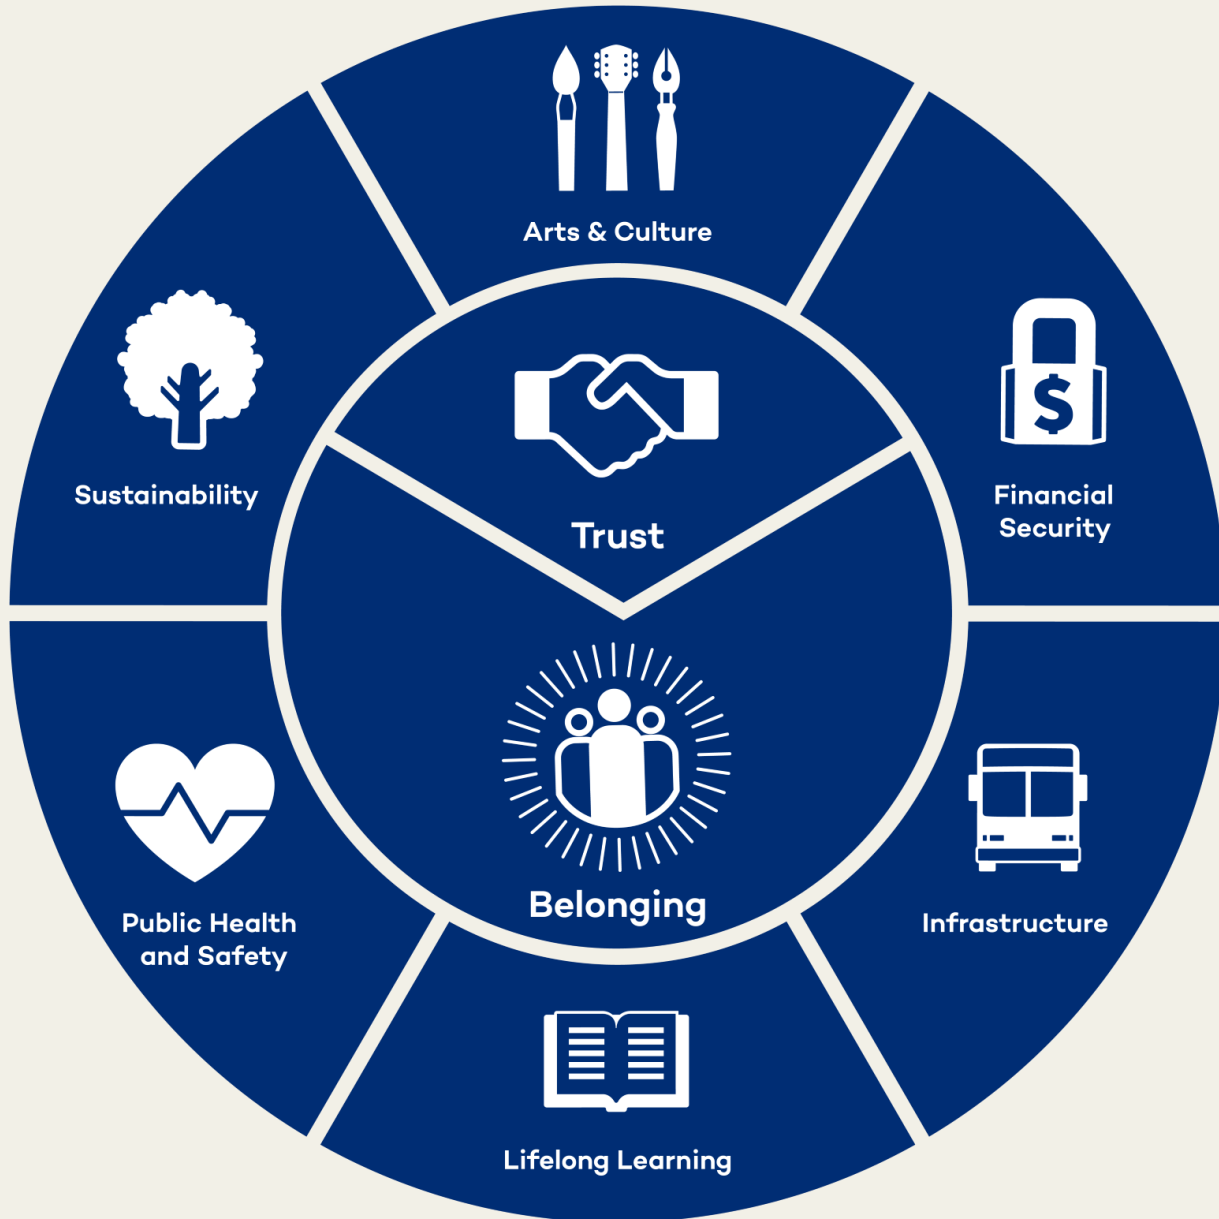 Arts & Culture
Sustainability
Financial
Security
$
Trust
Belonging
Public Health
and Safety
Infrastructure
Lifelong Learning